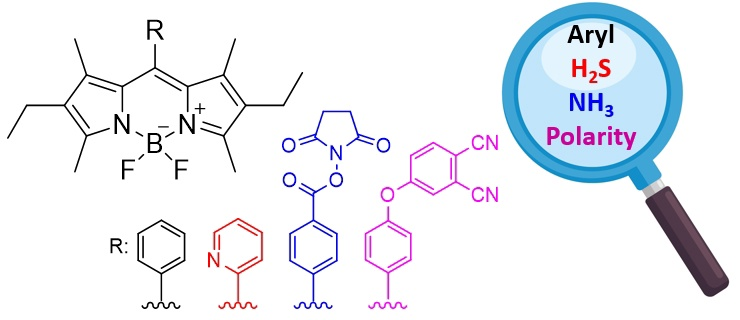 R
N
B
−
N
+
F
F
R:
N
O
O
N
O
O
O
CN
CN
Aryl
H₂S
NH₃
Polarity